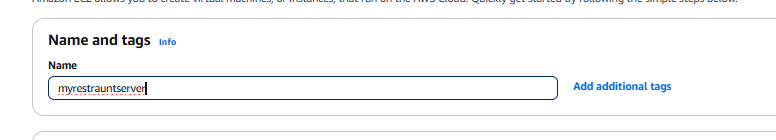 Amazon EC2 allows you to create virtual machines, or instances, that run on the AWS Cloud. Quickly get started by following the simple steps below.
Name and tags Info
Name
myrestrauntserver Add additional tags